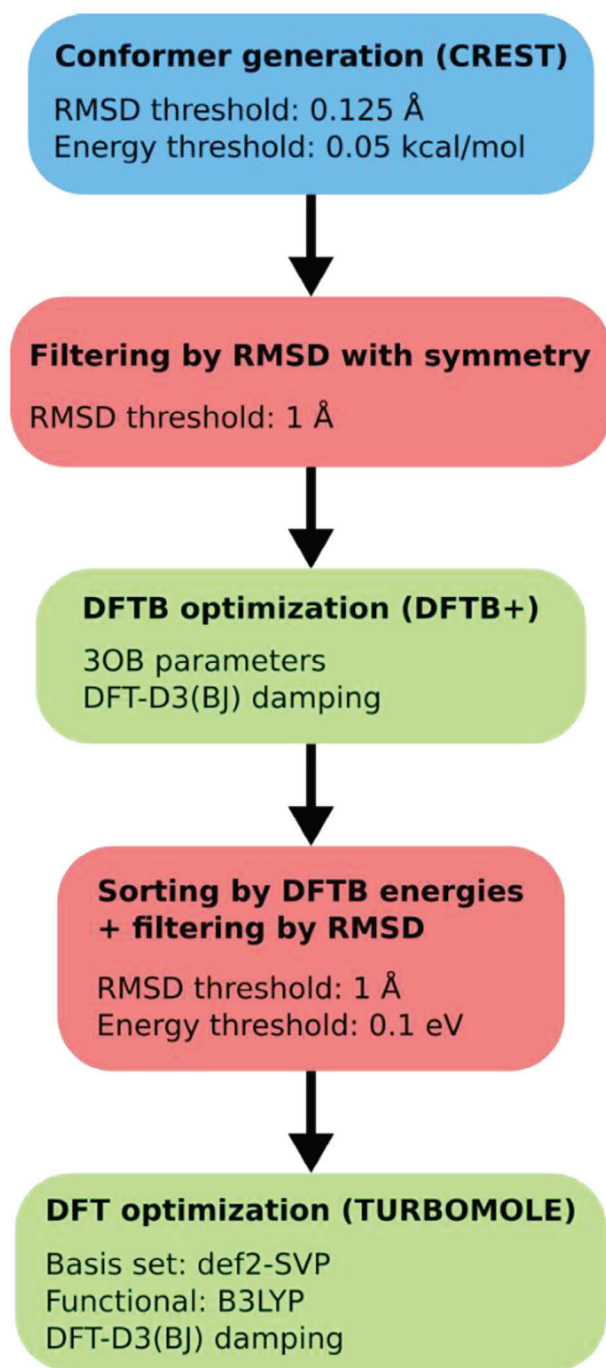 Conformer generation (CREST)
RMSD threshold: 0.125 Å
Energy threshold: 0.05 kcal/mol
Filtering by RMSD with symmetry
RMSD threshold: 1 Å
DFTB optimization (DFTB+)
3OB parameters
DFT-D3(BJ) damping
Sorting by DFTB energies
+ filtering by RMSD
RMSD threshold: 1 Å
Energy threshold: 0.1 eV
DFT optimization (TURBOMOLE)
Basis set: def2-SVP
Functional: B3LYP
DFT-D3(BJ) damping